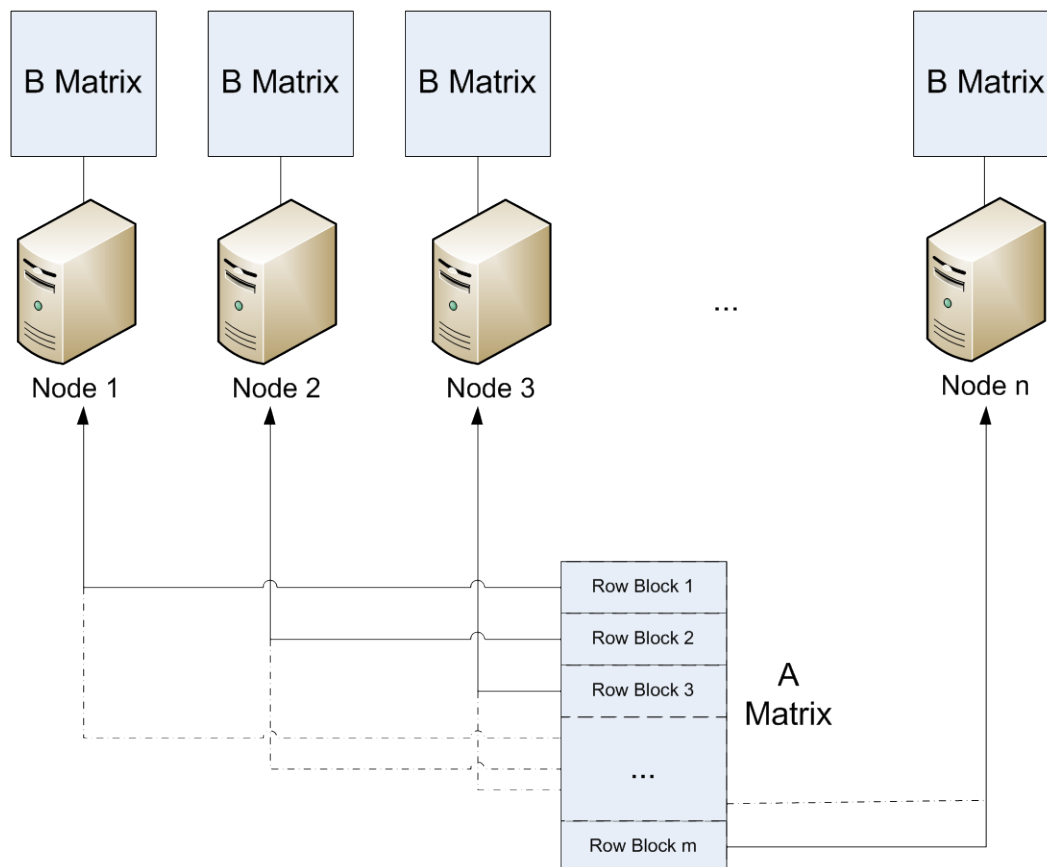 B Matrix
B Matrix
B Matrix
B Matrix
...
Node 1
Node 2
Node 3
Node n
Row Block 1
Row Block 2
Row Block 3
A
Matrix
...
Row Block m